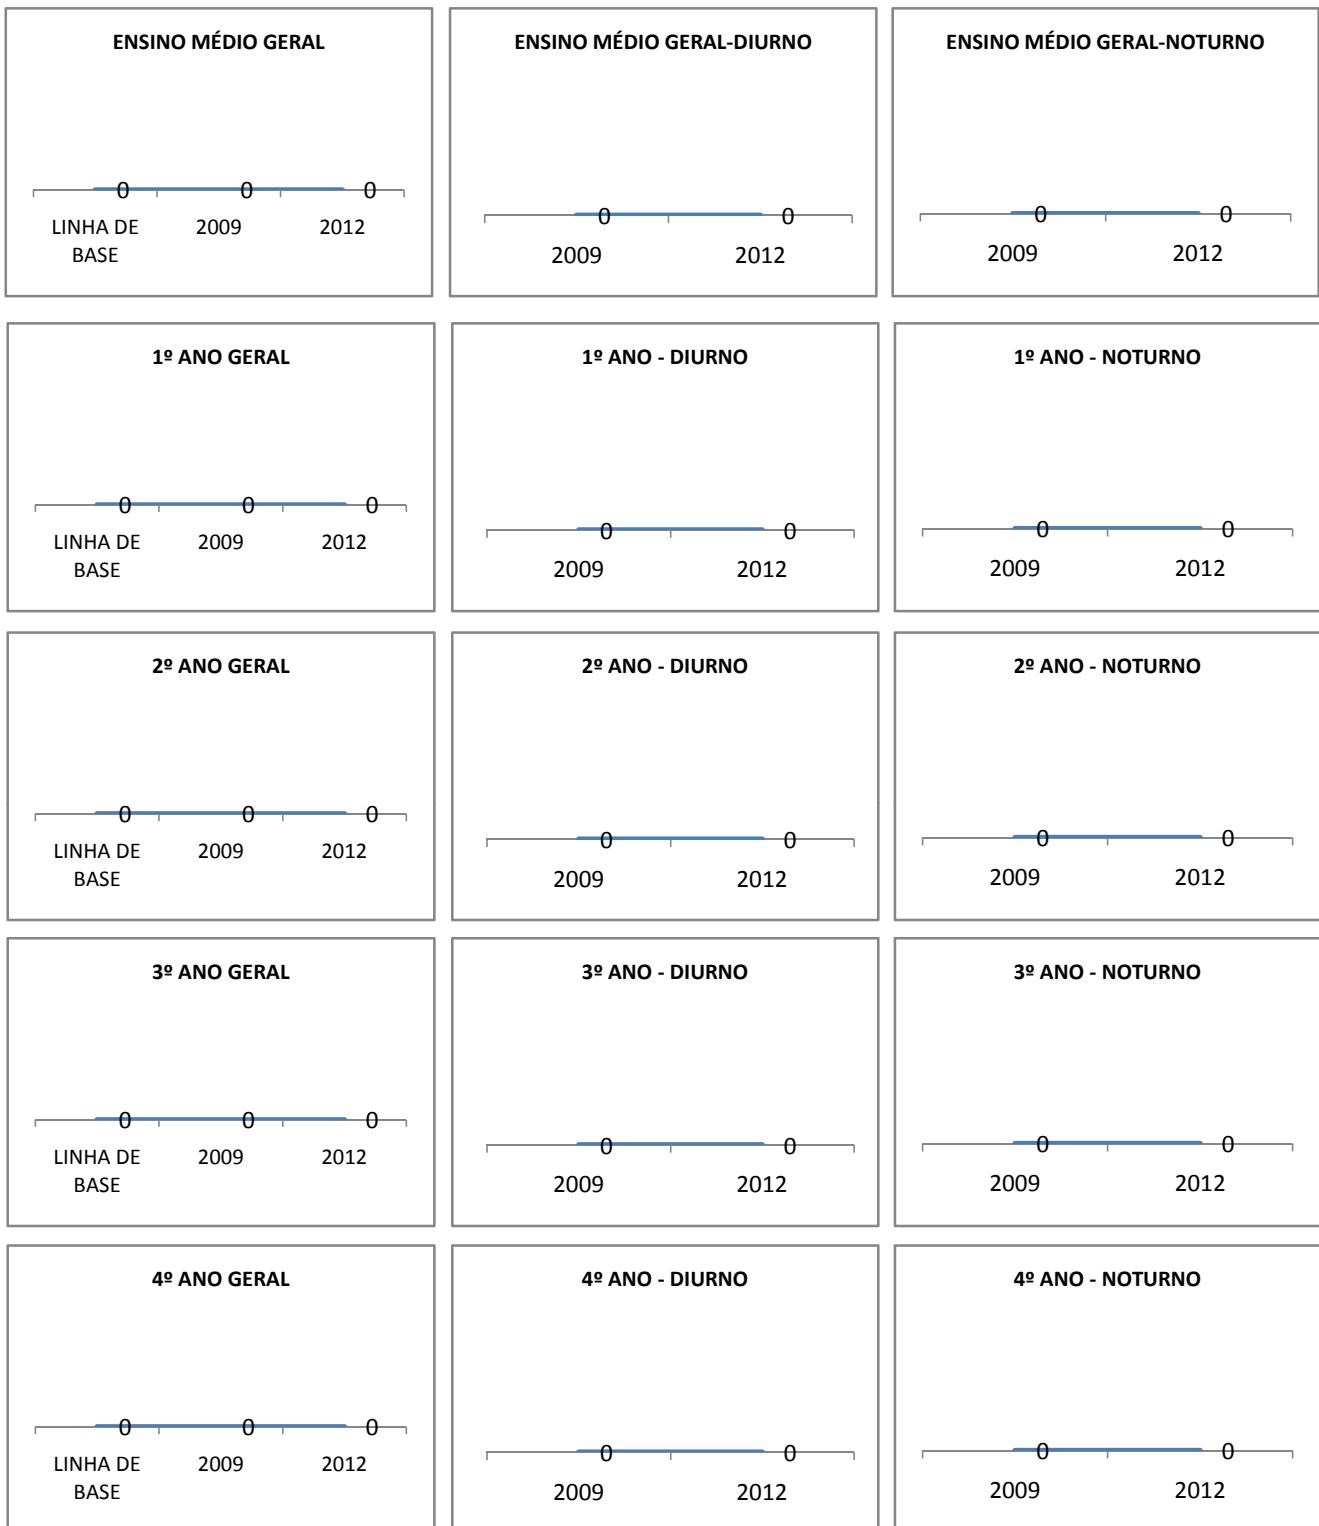 ENSINO MÉDIO GERAL
0 0 0
LINHA DE BASE 2009 2012
ENSINO MÉDIO GERAL-DIURNO
0 0
2009 2012
ENSINO MÉDIO GERAL-NOTURNO
0 0
2009 2012
1º ANO GERAL
0 0 0
LINHA DE BASE 2009 2012
1º ANO - DIURNO
0 0
2009 2012
1º ANO - NOTURNO
0 0
2009 2012
2º ANO GERAL
0 0 0
LINHA DE BASE 2009 2012
2º ANO - DIURNO
0 0
2009 2012
2º ANO - NOTURNO
0 0
2009 2012
3º ANO GERAL
0 0 0
LINHA DE BASE 2009 2012
3º ANO - DIURNO
0 0
2009 2012
3º ANO - NOTURNO
0 0
2009 2012
4º ANO GERAL
0 0 0
LINHA DE BASE 2009 2012
4º ANO - DIURNO
0 0
2009 2012
4º ANO - NOTURNO
0 0
2009 2012